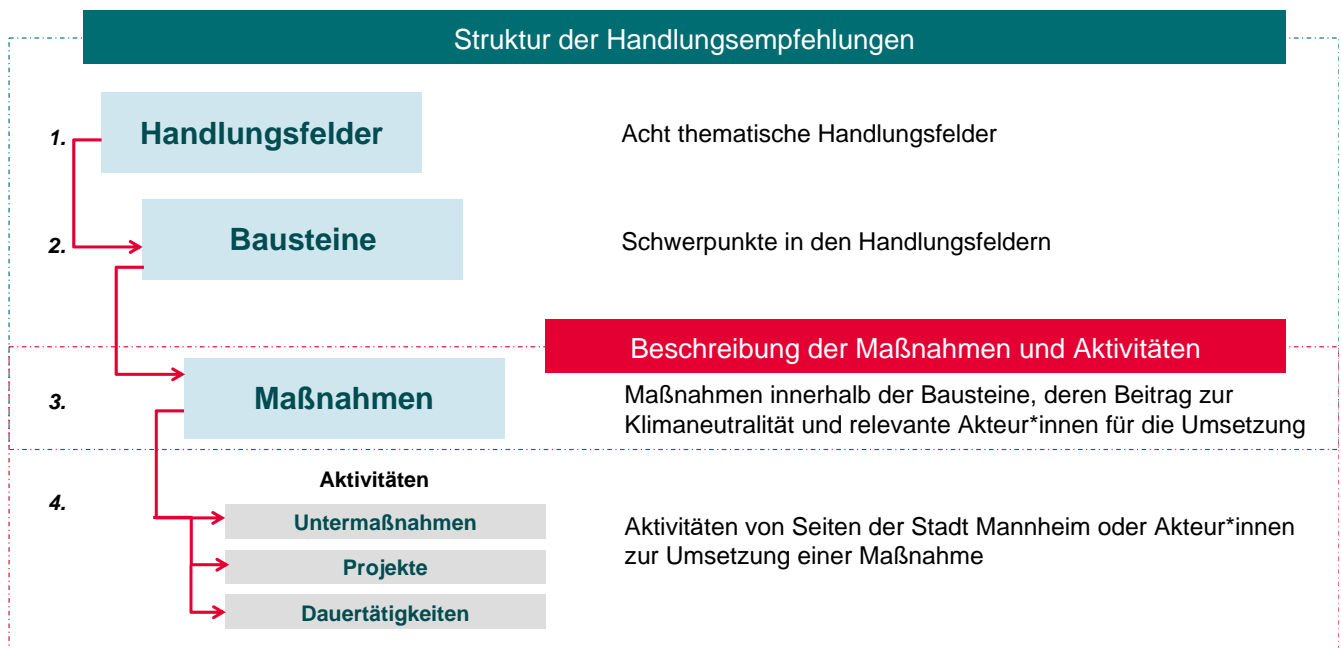 Struktur der Handlungsempfehlungen
1.
Handlungsfelder
Acht thematische Handlungsfelder
2.
Bausteine
Schwerpunkte in den Handlungsfeldern
Beschreibung der Maßnahmen und Aktivitäten
3.
Maßnahmen
Maßnahmen innerhalb der Bausteine, deren Beitrag zur
Klimaneutralität und relevante Akteur*innen für die Umsetzung
4.
Aktivitäten
Untermaßnahmen
Projekte
Dauertätigkeiten
Aktivitäten von Seiten der Stadt Mannheim oder Akteur*innen
zur Umsetzung einer Maßnahme